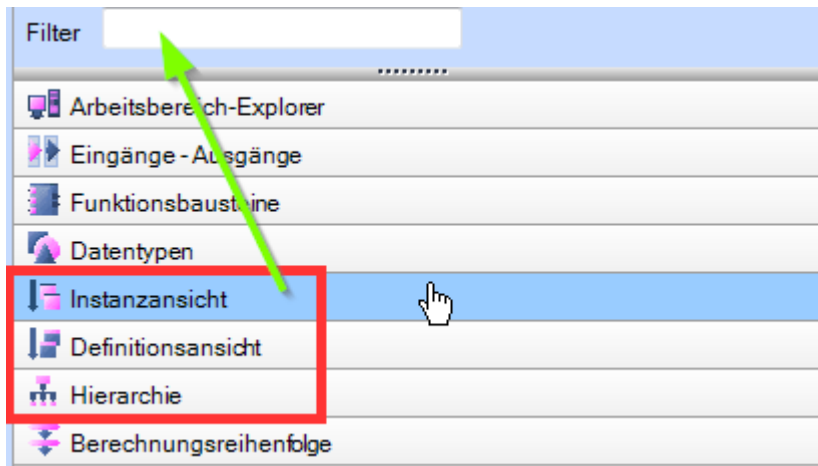 Filter
Arbeitsbereich-Explorer
Eingänge - Ausgänge
Funktionsbausteine
Datentypen
Instanzansicht
Definitionsansicht
Hierarchie
Berechnungsreihenfolge